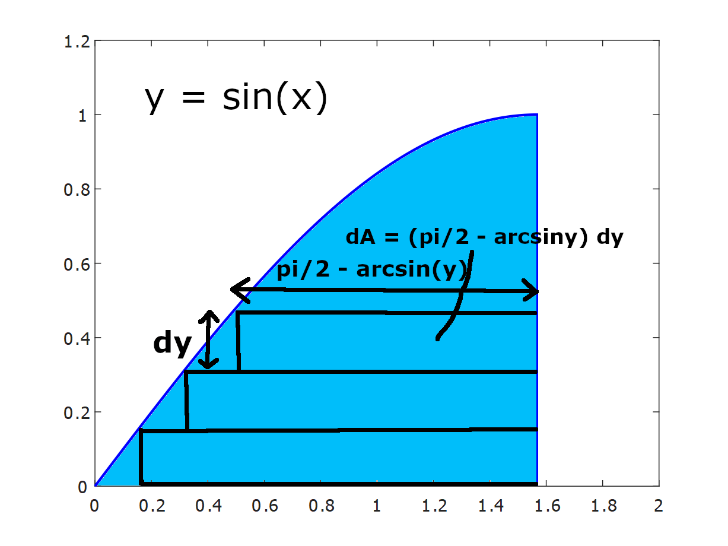 1.2
y = sin(x)
1
0.8
dA = (pi/2 - arcsiny) dy
0.6
pi/2 - arcsin(y)
0.4
dy
0.2
0
0 0.2 0.4 0.6 0.8 1 1.2 1.4 1.6 1.8 2